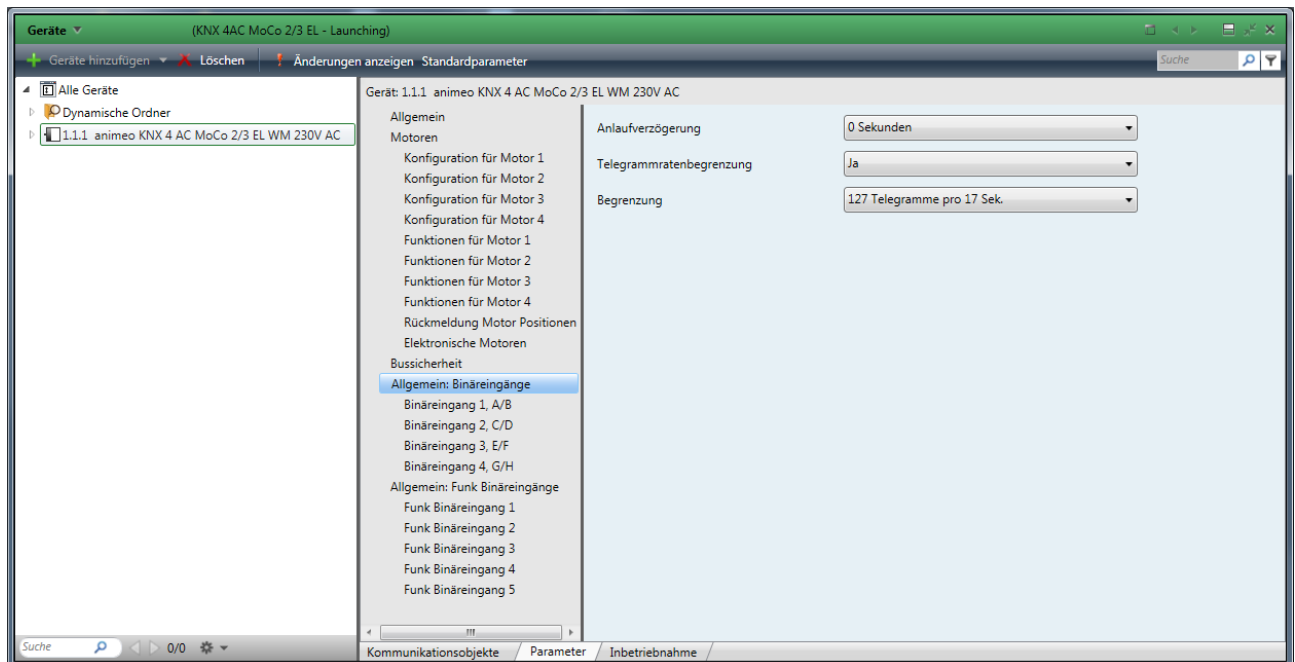 Geräte (KNX 4AC MoCo 2/3 EL - Launching)
Geräte hinzufügen Löschen Änderungen anzeigen Standardparameter Suche
Alle Geräte
Dynamische Ordner
1.1.1 animeo KNX 4 AC MoCo 2/3 EL WM 230V AC
Suche 0/0
Gerät: 1.1.1 animeo KNX 4 AC MoCo 2/3 EL WM 230V AC
Allgemein
Motoren
Konfiguration für Motor 1
Konfiguration für Motor 2
Konfiguration für Motor 3
Konfiguration für Motor 4
Funktionen für Motor 1
Funktionen für Motor 2
Funktionen für Motor 3
Funktionen für Motor 4
Rückmeldung Motor Positionen
Elektronische Motoren
Bussicherheit
Allgemein: Binäreingänge
Binäreingang 1, A/B
Binäreingang 2, C/D
Binäreingang 3, E/F
Binäreingang 4, G/H
Allgemein: Funk Binäreingänge
Funk Binäreingang 1
Funk Binäreingang 2
Funk Binäreingang 3
Funk Binäreingang 4
Funk Binäreingang 5
Anlaufverzögerung 0 Sekunden
Telegrammratenbegrenzung Ja
Begrenzung 127 Telegramme pro 17 Sek.
Kommunikationsobjekte Parameter Inbetriebnahme